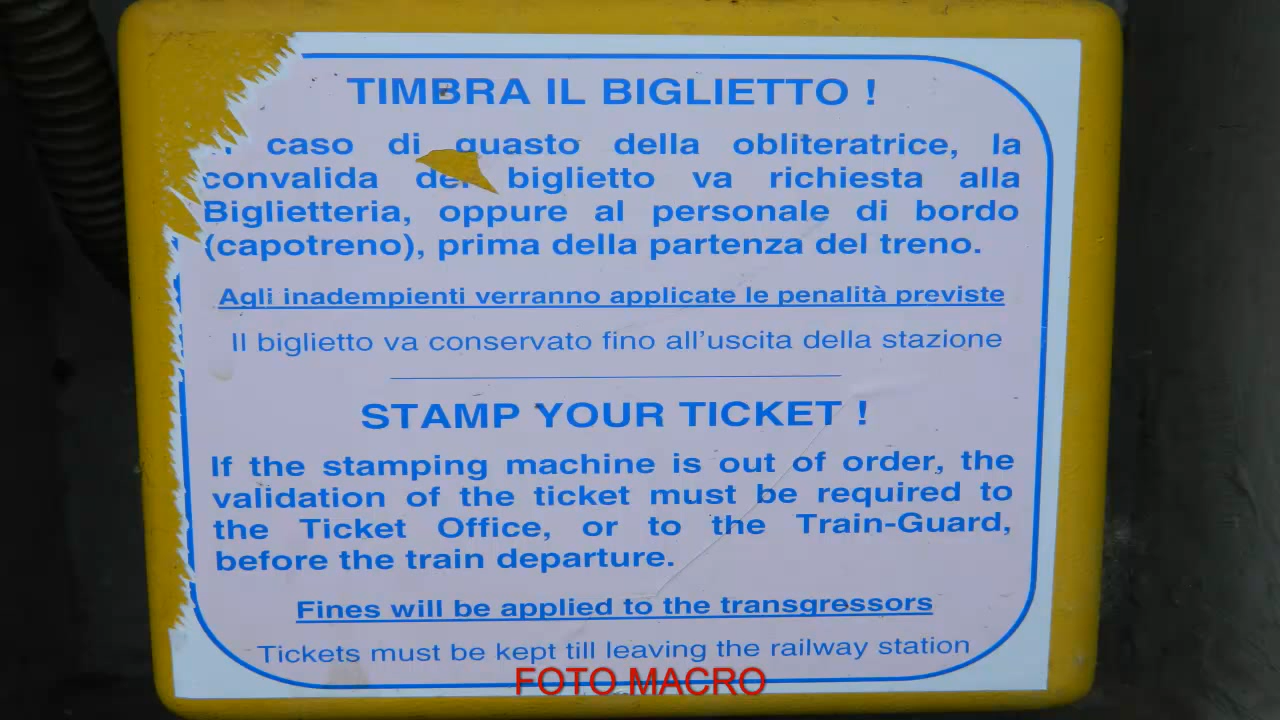 TIMBRA IL BIGLIETTO !
caso di guasto della obliteratrice, la
convalida del biglietto va richiesta alla
Biglietteria, oppure al personale di bordo
(capotreno), prima della partenza del treno.
Agli inadempienti verranno applicate le penalità previste
Il biglietto va conservato fino all'uscita della stazione
STAMP YOUR TICKET !
If the stamping machine is out of order, the
validation of the ticket must be required to
the Ticket Office, or to the Train-Guard,
before the train departure.
Fines will be applied to the transgressors
Tickets must be kept till leaving the railway station
FOTO MACRO